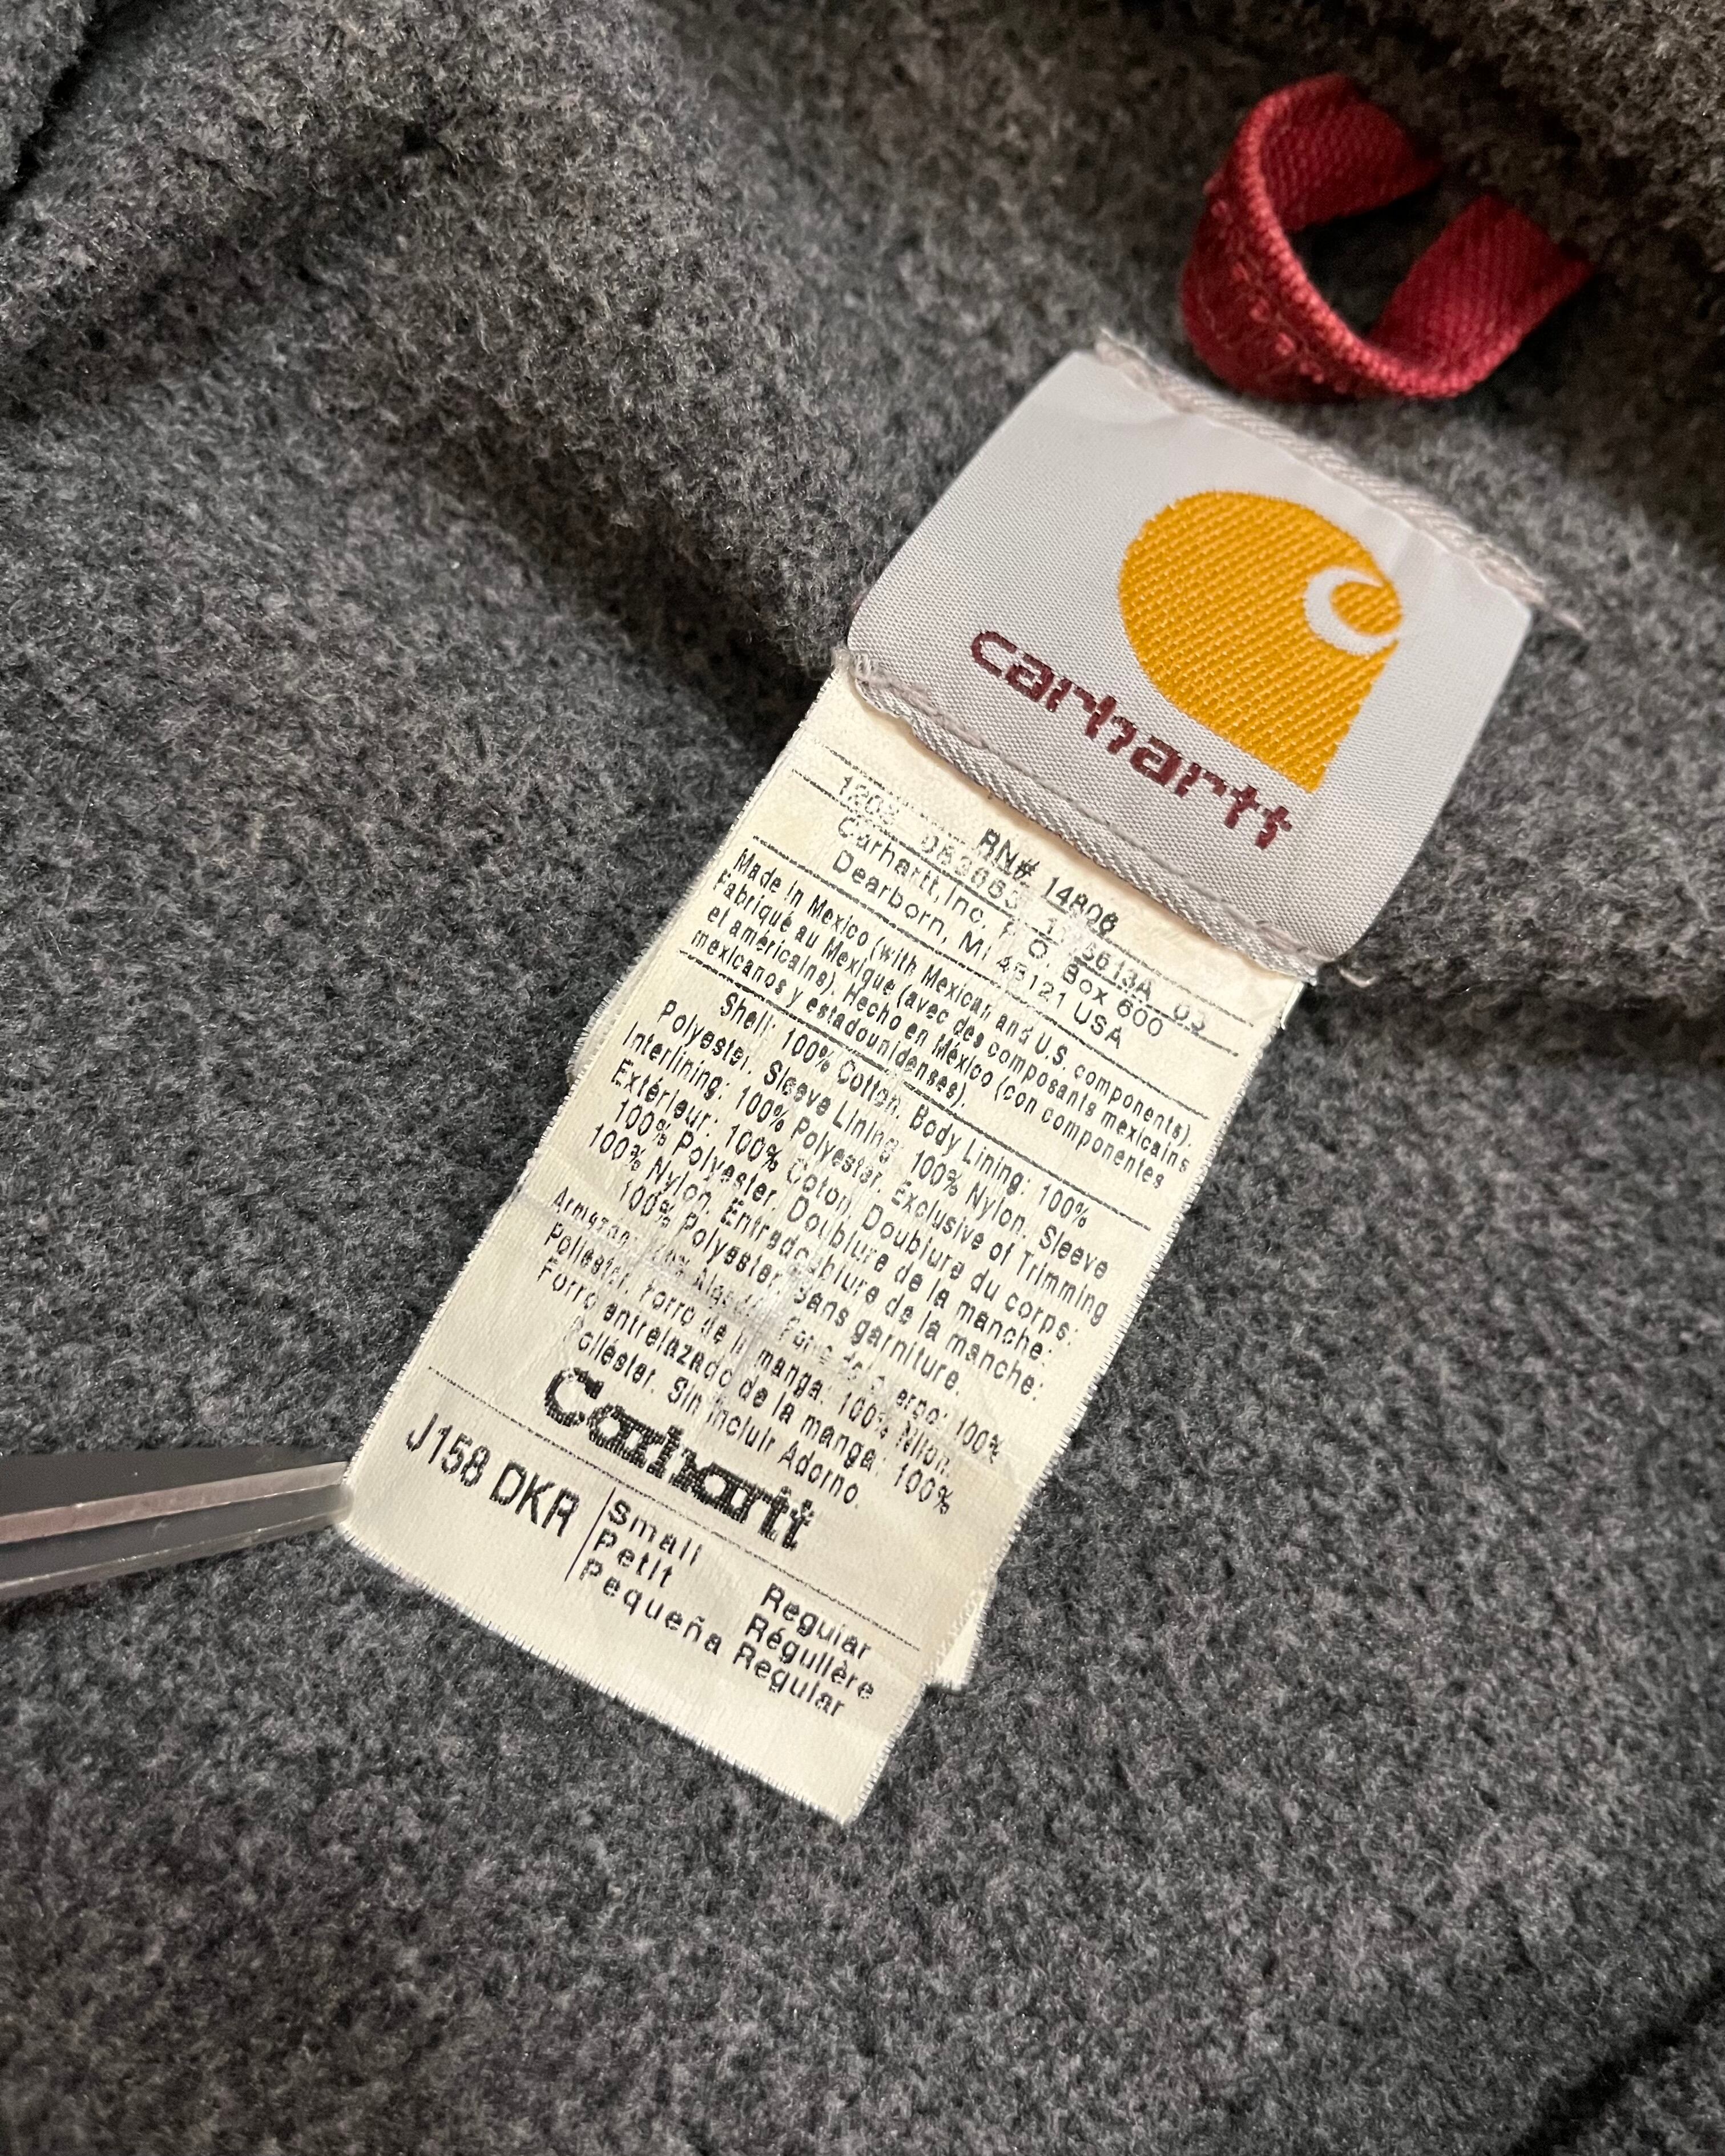 carhartt
RN# 14806
Carhartt, Inc. P.O. Box 600
Dearborn, MI 48121 USA
Made in Mexico (with Mexican and U.S. components).
Fabriqué au Mexique (avec des composants mexicains
et américains). Hecho en México (con componentes
mexicanos y estadounidenses).
Shell: 100% Cotton. Body Lining: 100%
Polyester. Sleeve Lining: 100% Nylon. Sleeve
Interlining: 100% Polyester. Exclusive of Trimming
Extérieur: 100% Coton. Doublure du corps:
100% Polyester. Doublure de la manche:
100% Nylon. Entredoublure de la manche:
100% Polyester. Sans garniture.
100%
Poliéster. Forro de la manga: 100% Nilon.
Forro entrelazado de la manga: 100%
Poliéster. Sin Incluir Adorno.
Carhartt
J158 DKR
Small Regular
Petit Régulière
Pequeña Regular